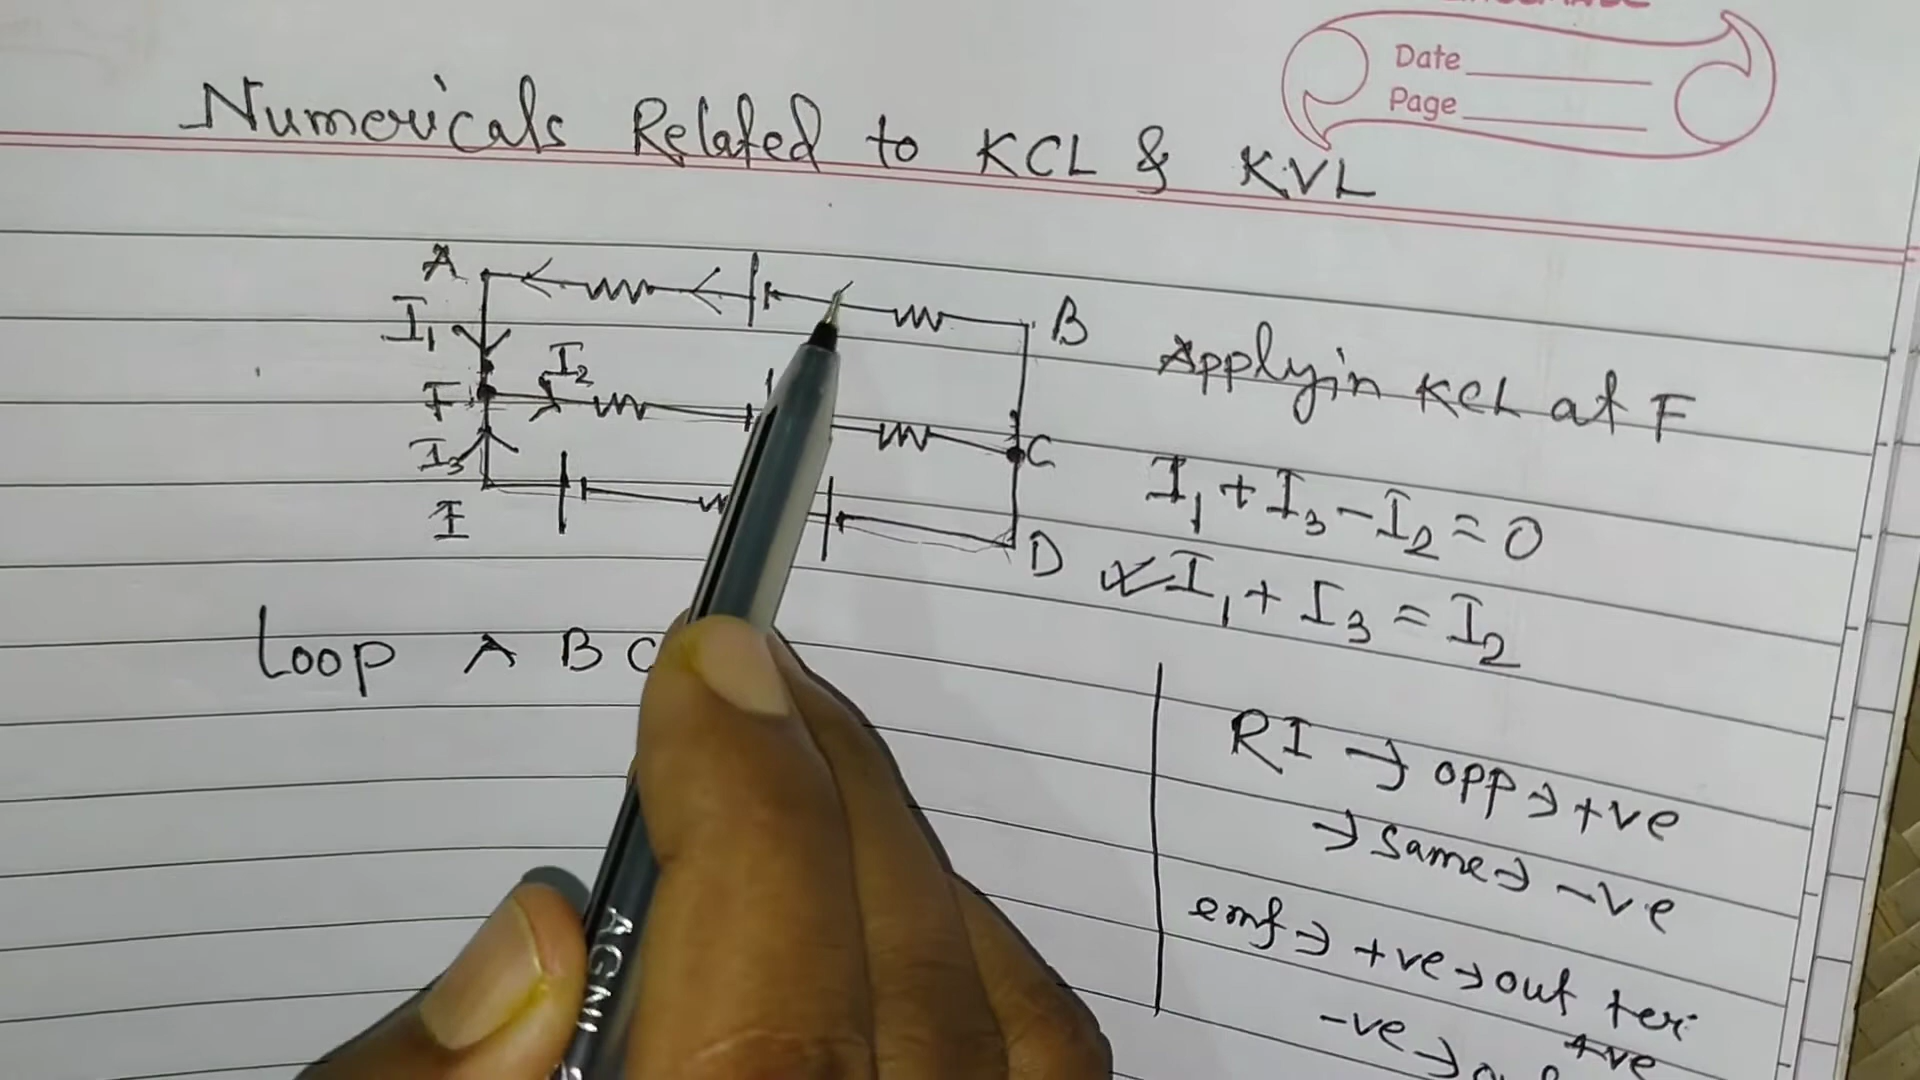 Date
Page
Numericals Related to KCL & KVL
A
I1
I2
B
F
I3
C
I
D
Applyin KCL at F
I1 + I3 - I2 = 0
I1 + I3 = I2
Loop A B C
RI → opp → +ve
→ same → -ve
emf → +ve → out ter
+ve
-ve →
AGNI